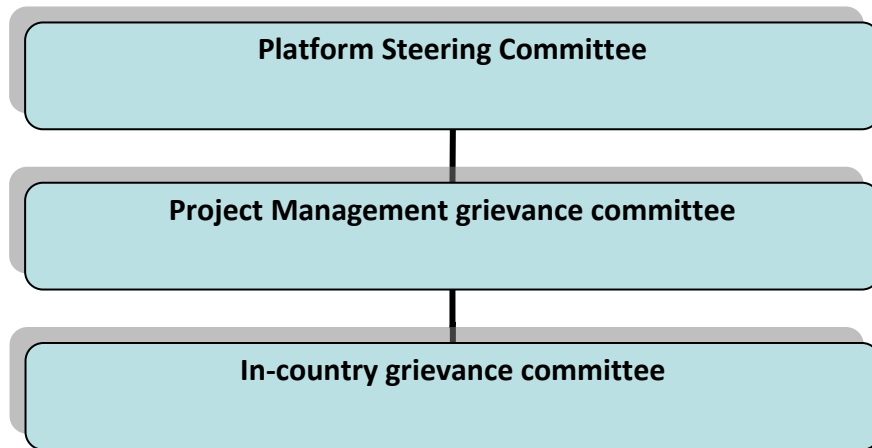 Platform Steering Committee
Project Management grievance committee
In-country grievance committee